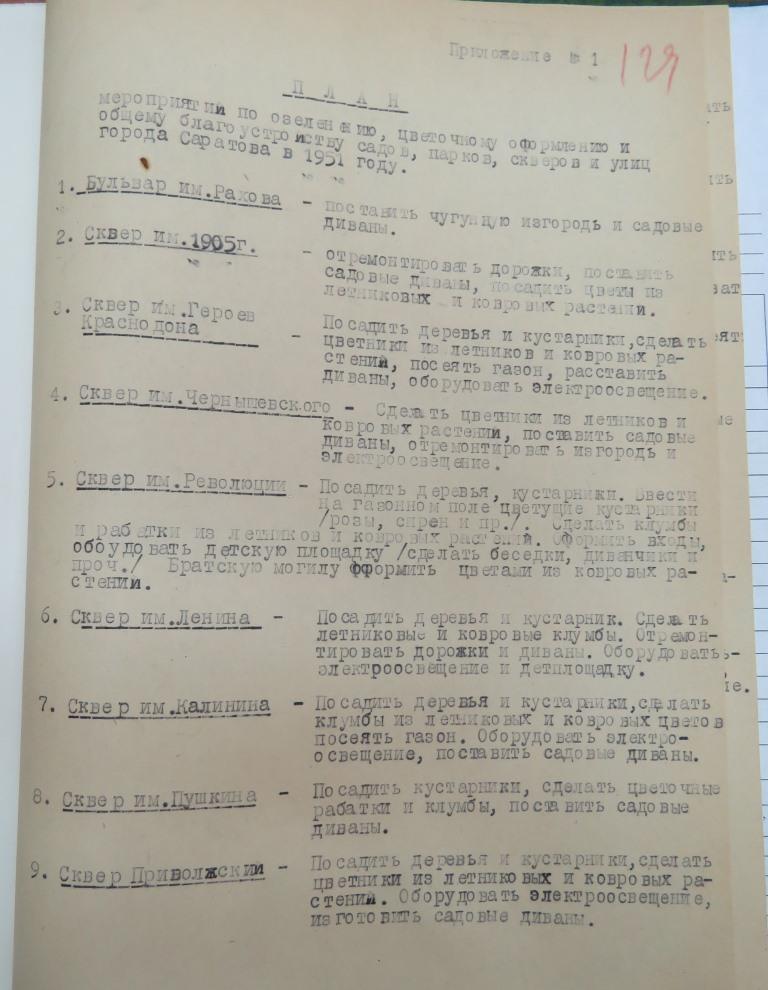 Приложение № 1
129
П Л А Н
мероприятий по озеленению, цветочному оформлению и
общему благоустройству садов, парков, скверов и улиц
города Саратова в 1951 году.
1. Бульвар им.Рахова - поставить чугунную изгородь и садовые
диваны.
2. Сквер им.1905г. - отремонтировать дорожки, поставить
садовые диваны, посадить цветы из
летниковых и ковровых растений.
3. Сквер им.Героев
Краснодона - Посадить деревья и кустарники,сделать
цветники из летников и ковровых ра-
стений, посеять газон, расставить
диваны, оборудовать электроосвещение.
4. Сквер им.Чернышевского - Сделать цветники из летников и
ковровых растений, поставить садовые
диваны, отремонтировать изгородь и
электроосвещение.
5. Сквер им.Революции - Посадить деревья, кустарники. Ввести
на газонном поле цветущие кустарники
/розы, сирен и пр./. Сделать клумбы
и рабатки из летников и ковровых растений. Оформить входы,
обоудовать детскую площадку /сделать беседки, диванчики и
проч./ Братскую могилу фформить цветами из ковровых ра-
стений.
6. Сквер им.Ленина - Посадить деревья и кустарник. Сделать
летниковые и ковровые клумбы. Отремон-
тировать дорожки и диваны. Оборудовать
электроосвещение и детплощадку.
7. Сквер им.Калинина - Посадить деревья и кустарники,сделать
клумбы из летниковых и ковровых цветов
посеять газон. Оборудовать электро-
освещение, поставить садовые диваны.
8. Сквер им.Пушкина - Посадить кустарники, сделать цветочные
рабатки и клумбы, поставить садовые
диваны.
9. Сквер Приволжский - Посадить деревья и кустарники,сделать
цветники из летниковых и ковровых ра-
стений. Оборудовать электроосвещение,
изготовить садовые диваны.